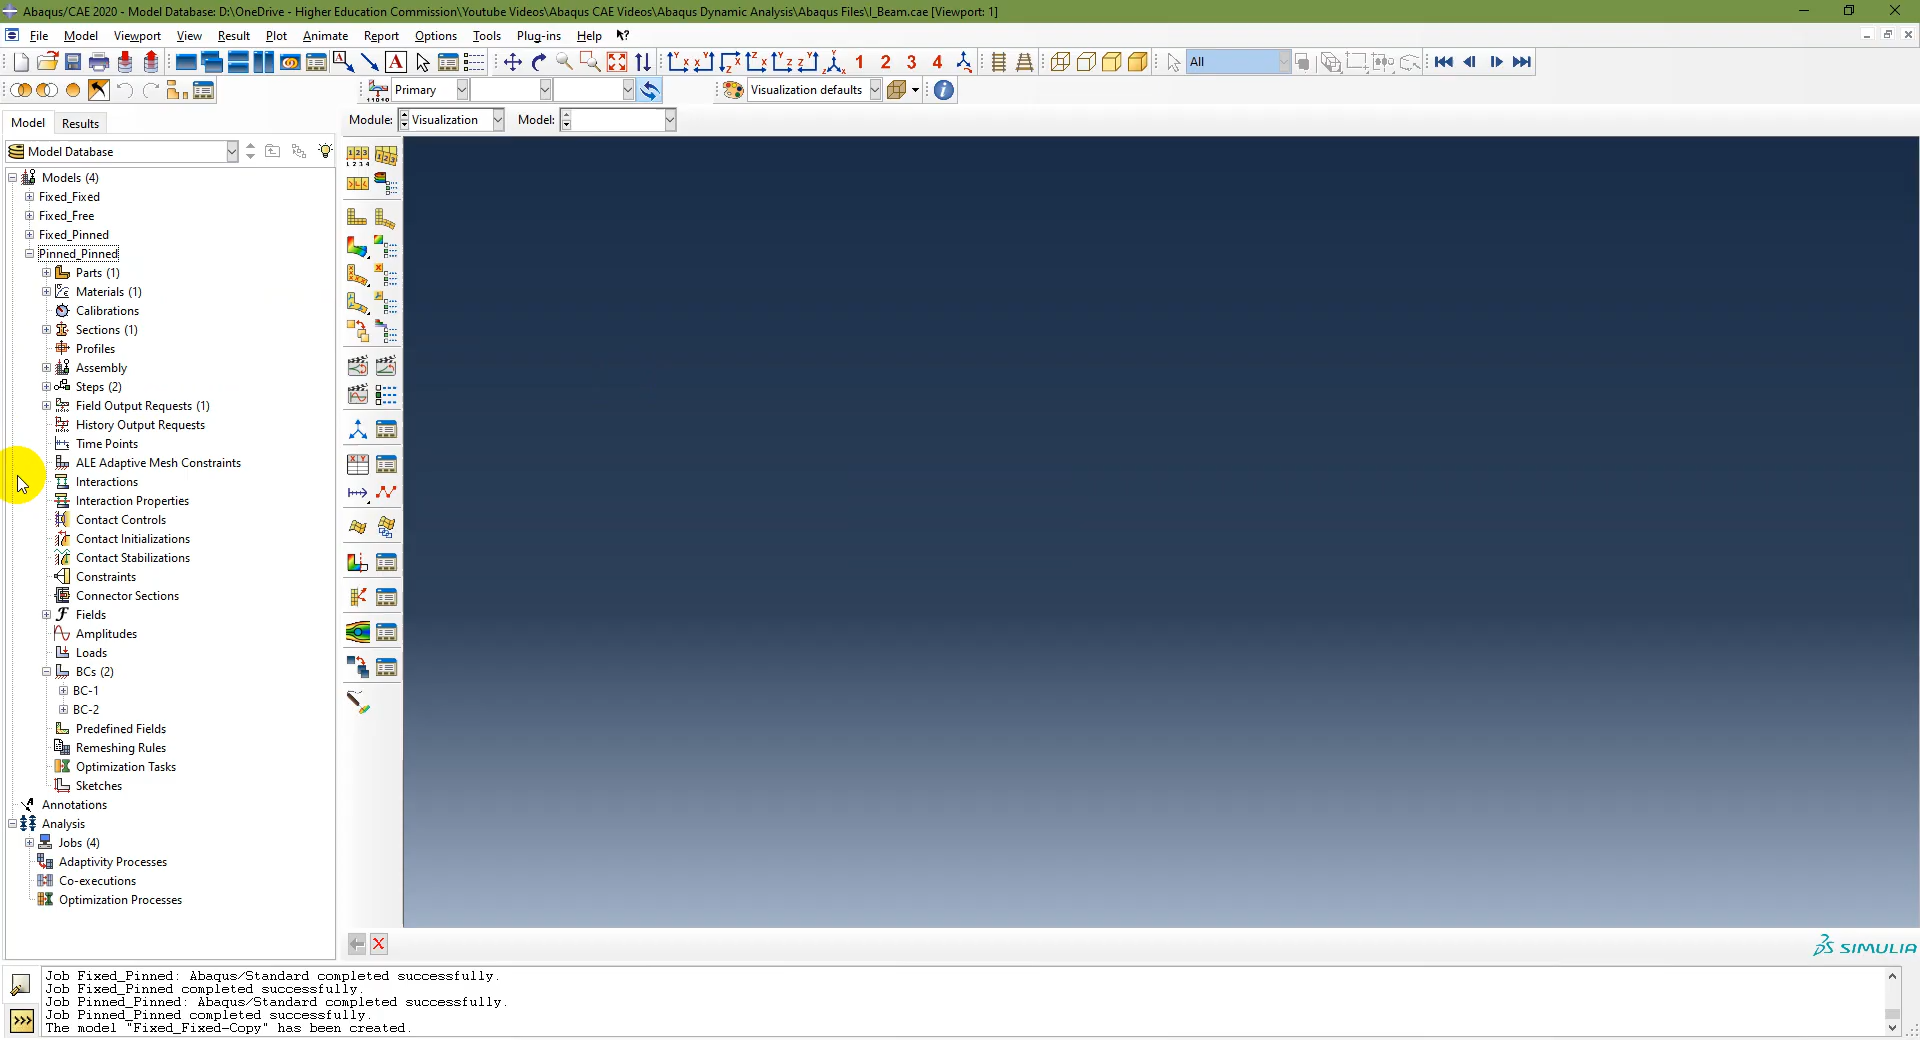 Abaqus/CAE 2020 - Model Database: D:\OneDrive - Higher Education Commission\Youtube Videos\Abaqus CAE Videos\Abaqus Dynamic Analysis\Abaqus Files\I_Beam.cae [Viewport: 1]
File Model Viewport View Result Plot Animate Report Options Tools Plug-ins Help
1 2 3 4 All
Primary Visualization defaults
Model Results Module: Visualization Model:
Model Database
Models (4)
Fixed_Fixed
Fixed_Free
Fixed_Pinned
Pinned_Pinned
Parts (1)
Materials (1)
Calibrations
Sections (1)
Profiles
Assembly
Steps (2)
Field Output Requests (1)
History Output Requests
Time Points
ALE Adaptive Mesh Constraints
Interactions
Interaction Properties
Contact Controls
Contact Initializations
Contact Stabilizations
Constraints
Connector Sections
Fields
Amplitudes
Loads
BCs (2)
BC-1
BC-2
Predefined Fields
Remeshing Rules
Optimization Tasks
Sketches
Annotations
Analysis
Jobs (4)
Adaptivity Processes
Co-executions
Optimization Processes
SIMULIA
Job Fixed_Pinned: Abaqus/Standard completed successfully.
Job Fixed_Pinned completed successfully.
Job Pinned_Pinned: Abaqus/Standard completed successfully.
Job Pinned_Pinned completed successfully.
The model "Fixed_Fixed-Copy" has been created.